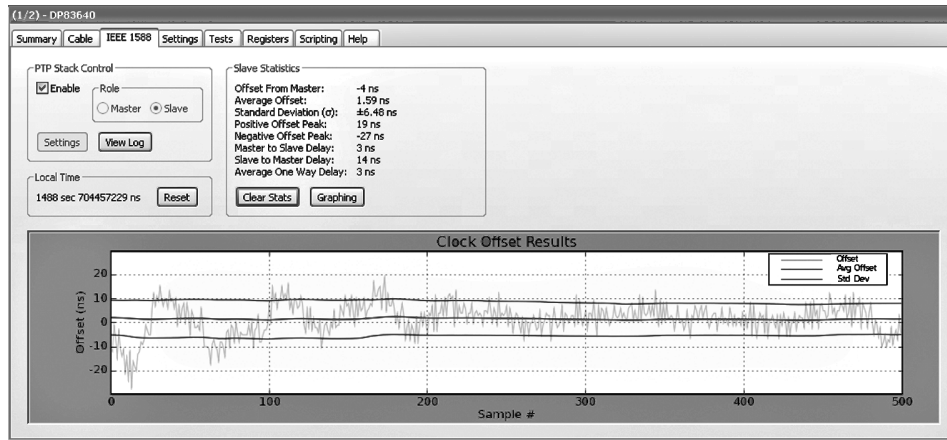 (1/2) - DP83640
Summary Cable IEEE 1588 Settings Tests Registers Scripting Help
PTP Stack Control
Enable
Role
Master Slave
Settings View Log
Local Time
1488 sec 704457229 ns Reset
Slave Statistics
Offset From Master: -4 ns
Average Offset: 1.59 ns
Standard Deviation (σ): ±6.48 ns
Positive Offset Peak: 19 ns
Negative Offset Peak: -27 ns
Master to Slave Delay: 3 ns
Slave to Master Delay: 14 ns
Average One Way Delay: 3 ns
Clear Stats Graphing
Clock Offset Results
Offset
Avg Offset
Std Dev
Offset (ns)
20
10
0
-10
-20
0 100 200 300 400 500
Sample #